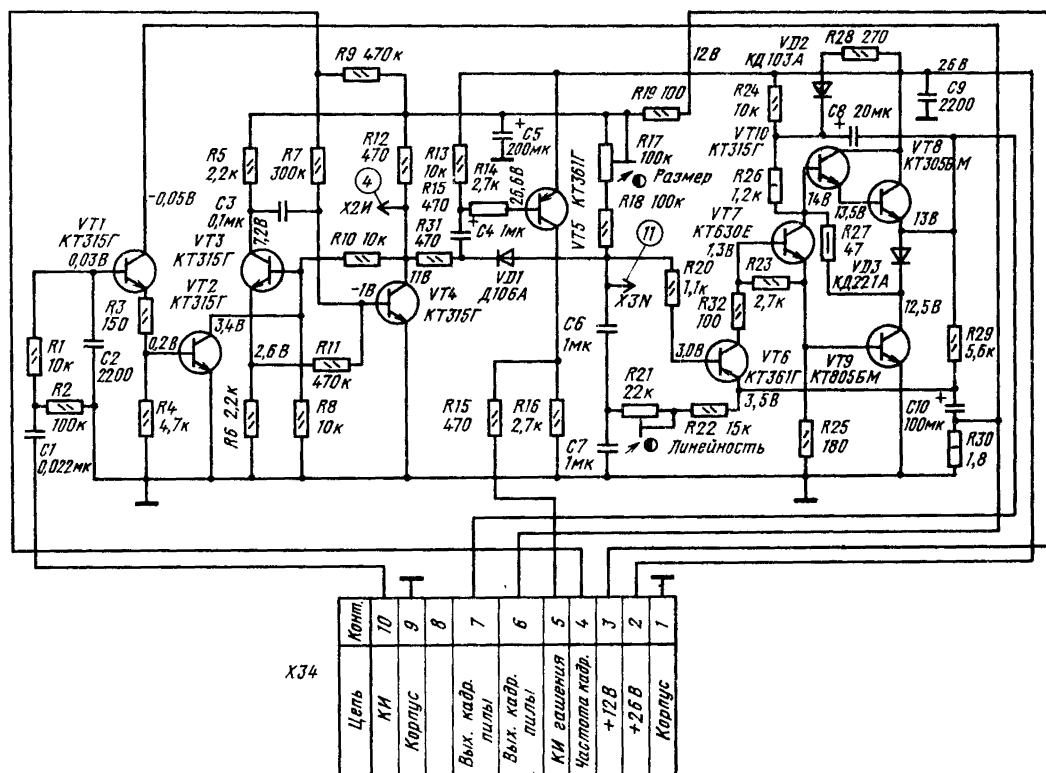 R9 470к
12В
VD2
КД103А
R28 270
26В
R5
2,2к
R7
300к
R12
470
R13
10к
R14
2,7к
R15
470
+ C5
200мк
26,6В
КТ361Г
R19 100
R17
100к
Размер
R18 100к
VT5
R24
10к
VT10
КТ315Г
C8 20мк
+
C9
2200
VT8
КТ305БМ
R26
1,2к
14В
13,5В
13В
-0,05В
C3
0,1мк
7,2В
4
X2И
+ C4 1мк
VT1
КТ315Г
0,03В
VT3
КТ315Г
VT2
КТ315Г
R10 10к
R31
470
11В
-1В
VT4
КТ315Г
VD1
Д106А
11
X3N
VT7
КТ630Е
1,3В
R20
1,1к
R23
2,7к
R32
100
R27
47
VD3
КД221А
12,5В
R3
150
3,4В
R1
10к
C2
2200
0,2В
2,6В
R11
470к
C6
1мк
3,0В
VT6
КТ361Г
3,5В
VT9
КТ805БМ
R29
5,6к
R2
100к
R4
4,7к
R6 2,2к
R8
10к
R15
470
R16
2,7к
R21
22к
R22 15к
Линейность
C7
1мк
R25
180
+
C10
100мк
R30
1,8
C1
0,022мк
X34
Цепь Конт.
КИ 10
Корпус 9
8
Вых. кадр. пилы 7
Вых. кадр. пилы 6
КИ гашения 5
Частота кадр. 4
+12В 3
+26В 2
Корпус 1